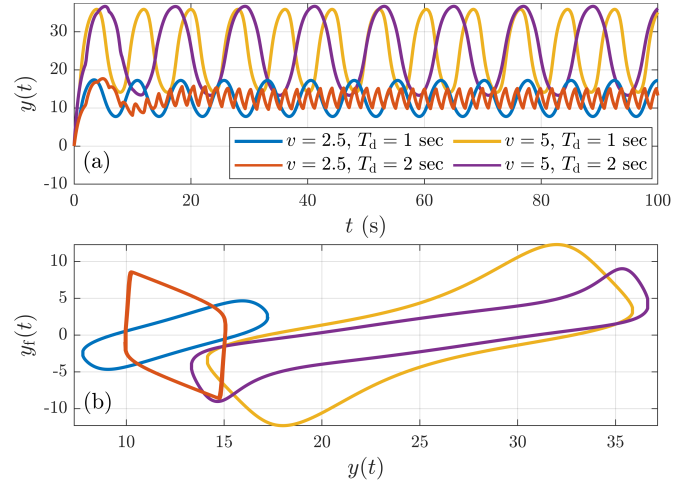 30
20
10
0
-10
y(t)
(a)
v = 2.5, T_d = 1 sec
v = 5, T_d = 1 sec
v = 2.5, T_d = 2 sec
v = 5, T_d = 2 sec
0 20 40 60 80 100
t (s)
10
5
0
-5
-10
y_f(t)
(b)
10 15 20 25 30 35
y(t)